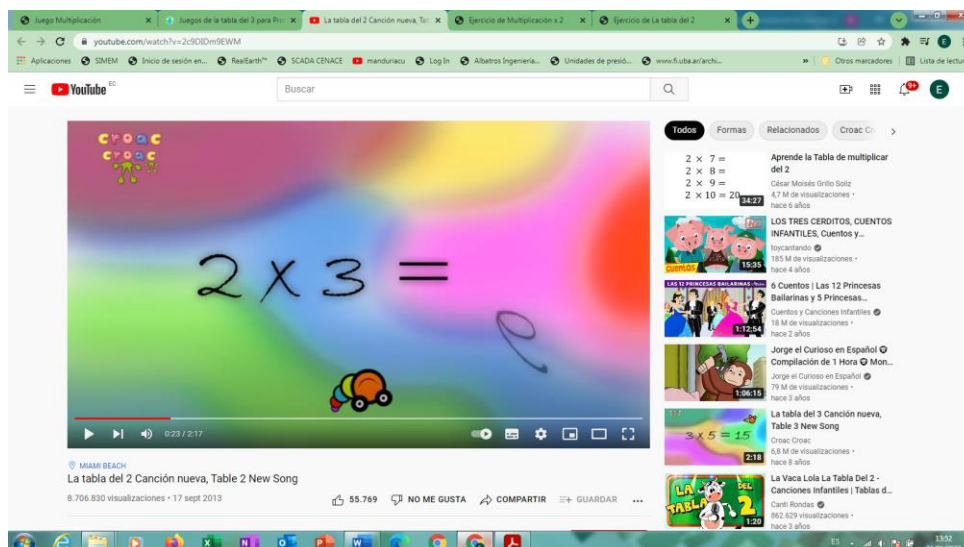 Juego Multiplicación
Juegos de la tabla del 3 para Pri
La tabla del 2 Canción nueva, Tab
Ejercicio de Multiplicación x 2
Ejercicio de La tabla del 2
youtube.com/watch?v=2c9DIDm9EWM
Aplicaciones
SIMEM
Inicio de sesión en...
RealEarth™
SCADA CENACE
manduriacu
Log In
Albatros Ingeniería...
Unidades de presió...
www.fi.uba.ar/archi...
»
Otros marcadores
Lista de lectur
YouTube EC
Buscar
9+
E
croac
croac
2 x 3 =
0:23 / 2:17
MIAMI BEACH
La tabla del 2 Canción nueva, Table 2 New Song
8.706.830 visualizaciones • 17 sept 2013
55.769
NO ME GUSTA
COMPARTIR
GUARDAR
...
Todos
Formas
Relacionados
Croac Cr
2 × 7 =
2 × 8 =
2 × 9 =
2 × 10 = 20
34:27
Aprende la Tabla de multiplicar
del 2
César Moisés Grillo Soliz
4,7 M de visualizaciones •
hace 6 años
CUENTOS
15:35
LOS TRES CERDITOS, CUENTOS
INFANTILES, Cuentos y...
toycantando
185 M de visualizaciones •
hace 4 años
LAS 12 PRINCESAS BAILARINAS
1:12:54
6 Cuentos | Las 12 Princesas
Bailarinas y 5 Princesas...
Cuentos y Canciones Infantiles
18 M de visualizaciones •
hace 2 años
1:06:15
Jorge el Curioso en Español
Compilación de 1 Hora Mon...
Jorge el Curioso en Español
79 M de visualizaciones •
hace 3 años
3 x 5 = 15
2:18
La tabla del 3 Canción nueva,
Table 3 New Song
Croac Croac
6,8 M de visualizaciones •
hace 8 años
LA TABLA DEL 2
1:20
La Vaca Lola La Tabla Del 2 -
Canciones Infantiles | Tablas d...
Canti Rondas
862.629 visualizaciones •
hace 3 años
ES
13:52